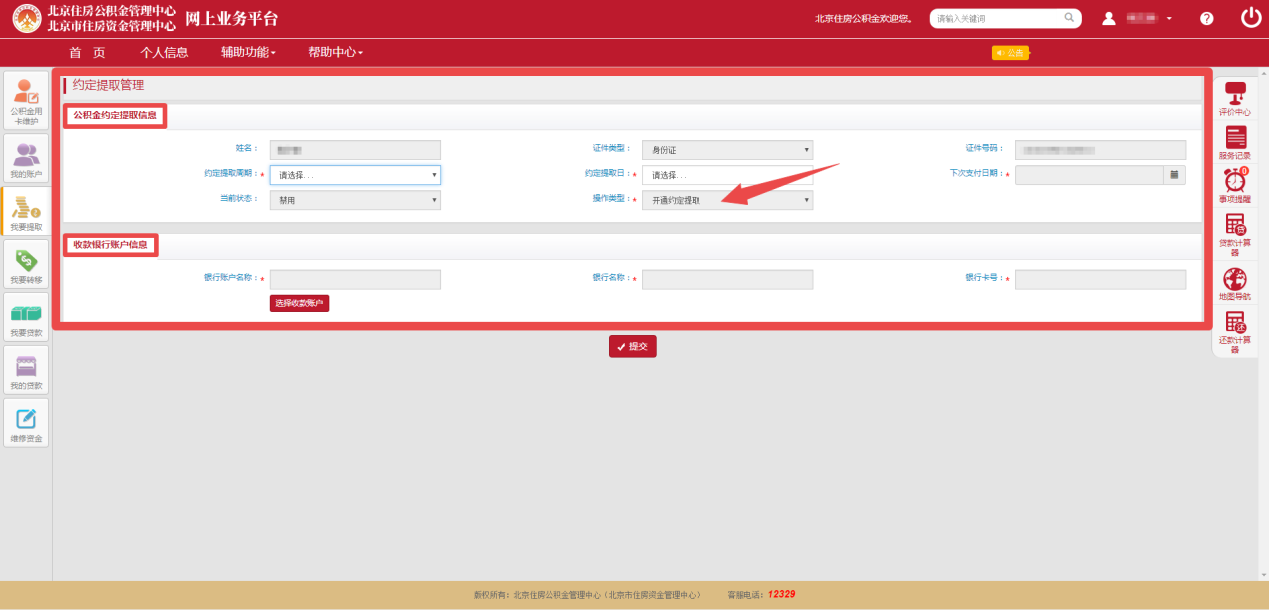 北京住房公积金管理中心
北京市住房资金管理中心
网上业务平台
北京住房公积金欢迎您。
请输入关键词
首 页 个人信息 辅助功能 帮助中心
公告
公积金用
卡维护
我的账户
我要提取
我要转移
我要贷款
我的贷款
维修资金
约定提取管理
公积金约定提取信息
姓名：
证件类型： 身份证
证件号码：
约定提取周期：* 请选择...
约定提取日：* 请选择...
下次支付日期：*
当前状态： 禁用
操作类型：* 开通约定提取
收款银行账户信息
银行账户名称：*
银行名称：*
银行卡号：*
选择收款账户
提交
评价中心
服务记录
0
事项提醒
贷
贷款计算
器
地图导航
还
还款计算
器
版权所有：北京住房公积金管理中心（北京市住房资金管理中心） 客服电话：12329